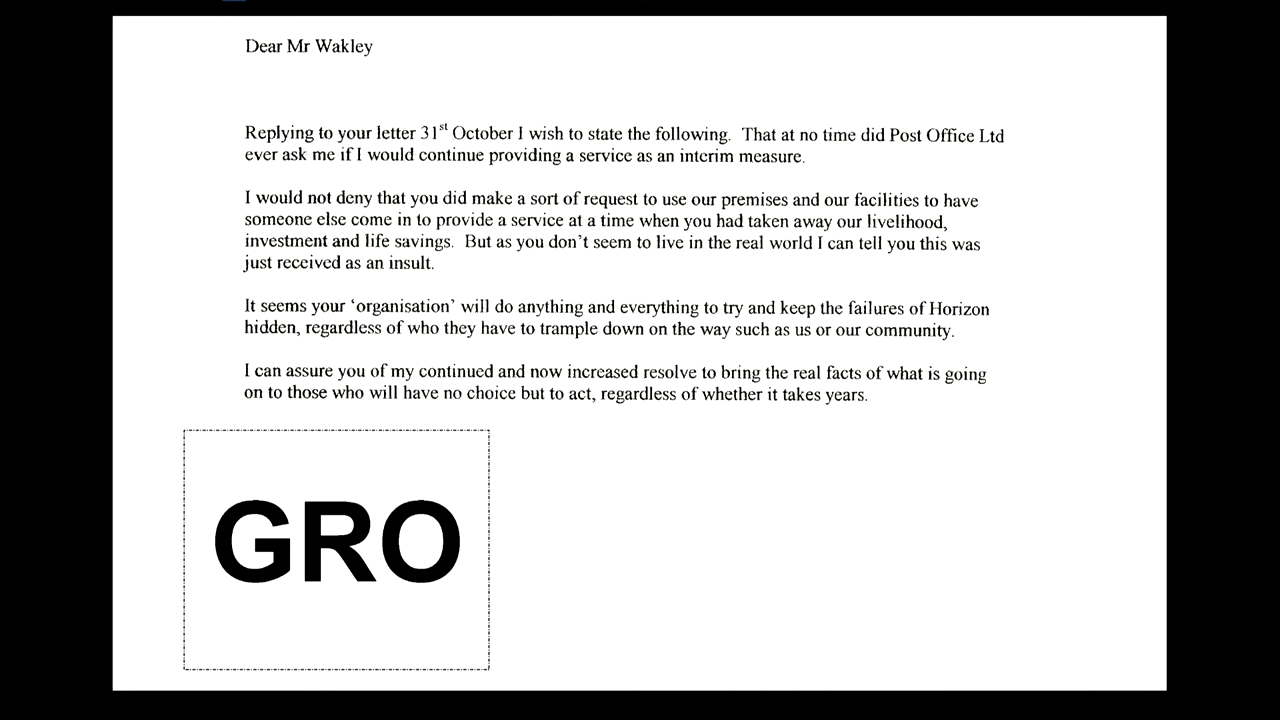 Dear Mr Wakley
Replying to your letter 31st October I wish to state the following. That at no time did Post Office Ltd
ever ask me if I would continue providing a service as an interim measure.
I would not deny that you did make a sort of request to use our premises and our facilities to have
someone else come in to provide a service at a time when you had taken away our livelihood,
investment and life savings. But as you don’t seem to live in the real world I can tell you this was
just received as an insult.
It seems your ‘organisation’ will do anything and everything to try and keep the failures of Horizon
hidden, regardless of who they have to trample down on the way such as us or our community.
I can assure you of my continued and now increased resolve to bring the real facts of what is going
on to those who will have no choice but to act, regardless of whether it takes years.
GRO